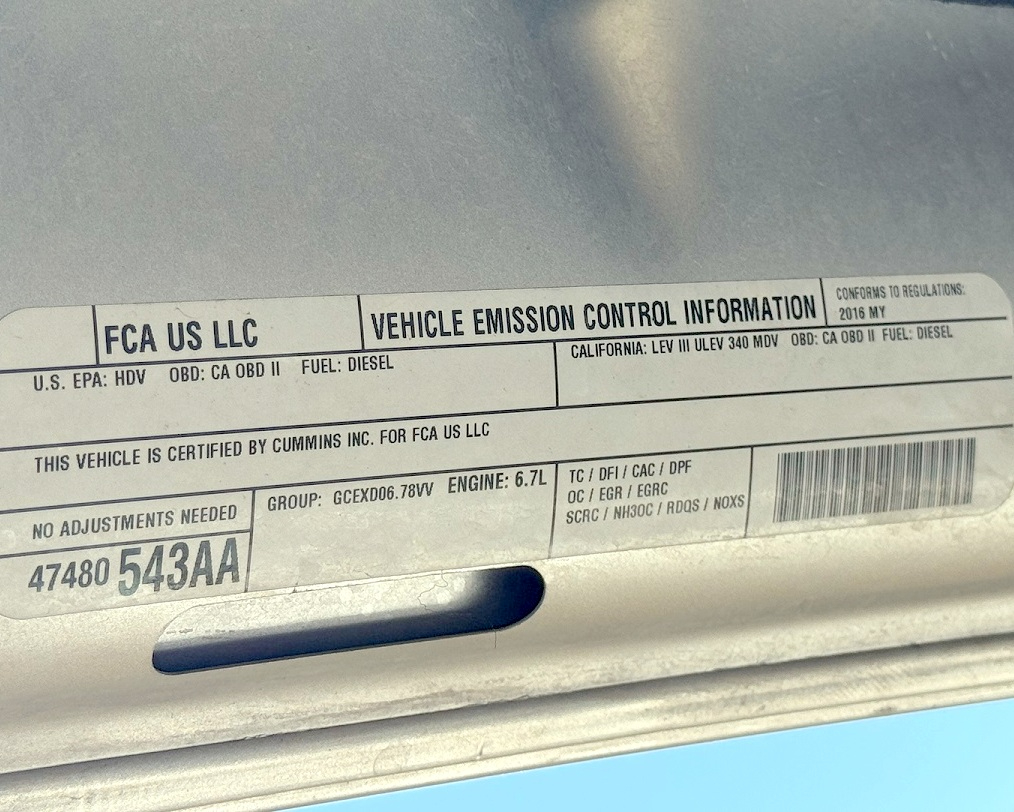 FCA US LLC
VEHICLE EMISSION CONTROL INFORMATION
CONFORMS TO REGULATIONS:
2016 MY
U.S. EPA: HDV OBD: CA OBD II FUEL: DIESEL
CALIFORNIA: LEV III ULEV 340 MDV OBD: CA OBD II FUEL: DIESEL
THIS VEHICLE IS CERTIFIED BY CUMMINS INC. FOR FCA US LLC
NO ADJUSTMENTS NEEDED
47480 543AA
GROUP: GCEXD06.78VV ENGINE: 6.7L
TC / DFI / CAC / DPF
OC / EGR / EGRC
SCRC / NH3OC / RDQS / NOXS